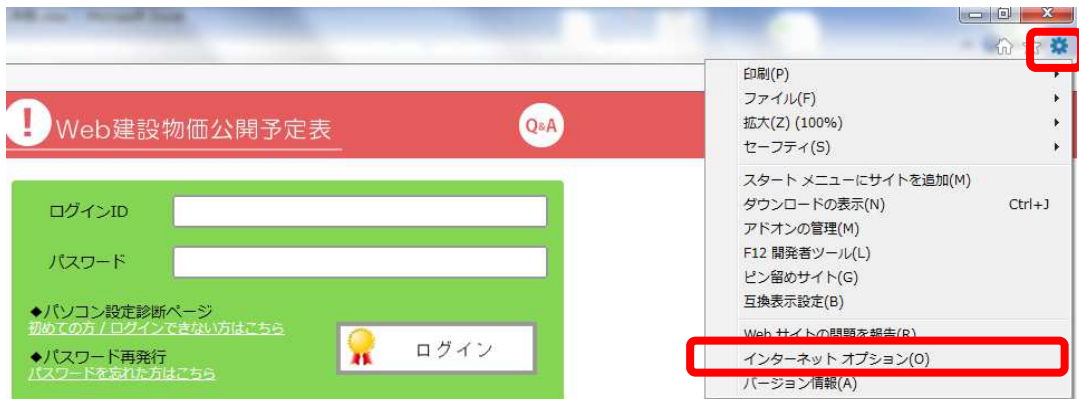 Microsoft Excel
印刷(P)
ファイル(F)
拡大(Z) (100%)
セーフティ(S)
スタート メニューにサイトを追加(M)
ダウンロードの表示(N) Ctrl+J
アドオンの管理(M)
F12 開発者ツール(L)
ピン留めサイト(G)
互換表示設定(B)
Web サイトの問題を報告(R)
インターネット オプション(O)
バージョン情報(A)
! Web建設物価公開予定表
Q&A
ログインID
パスワード
◆パソコン設定診断ページ
初めての方 / ログインできない方はこちら
◆パスワード再発行
パスワードを忘れた方はこちら
ログイン